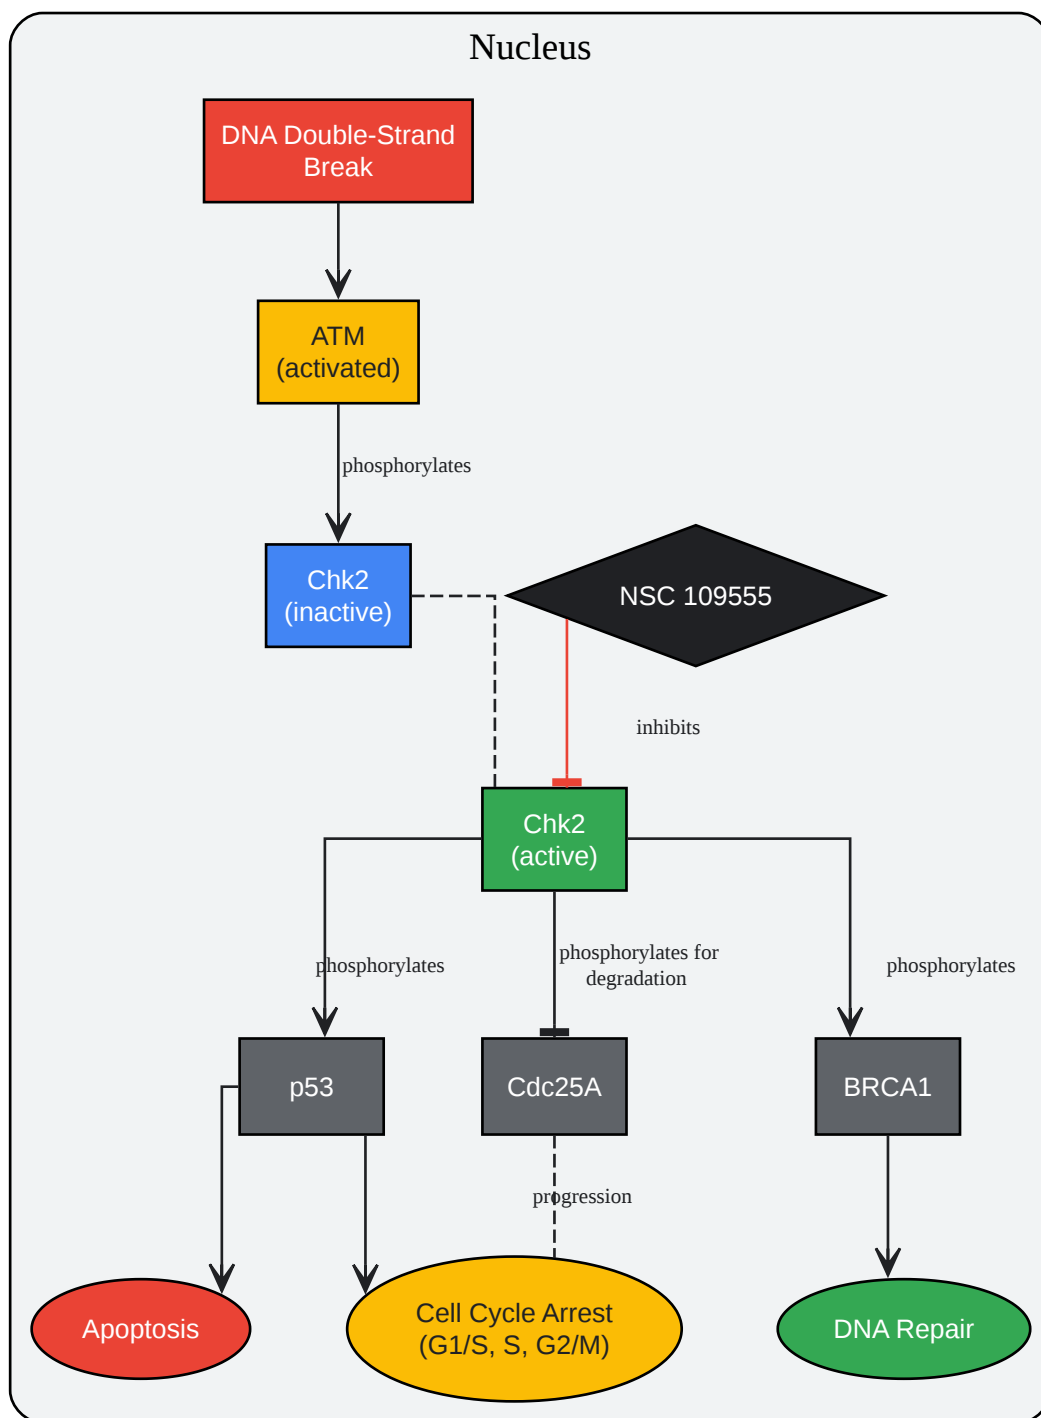 Nucleus
DNA Double-Strand
Break
ATM
(activated)
phosphorylates
Chk2
(inactive)
NSC 109555
inhibits
Chk2
(active)
phosphorylates
phosphorylates for
degradation
phosphorylates
p53
Cdc25A
BRCA1
progression
Apoptosis
Cell Cycle Arrest
(G1/S, S, G2/M)
DNA Repair